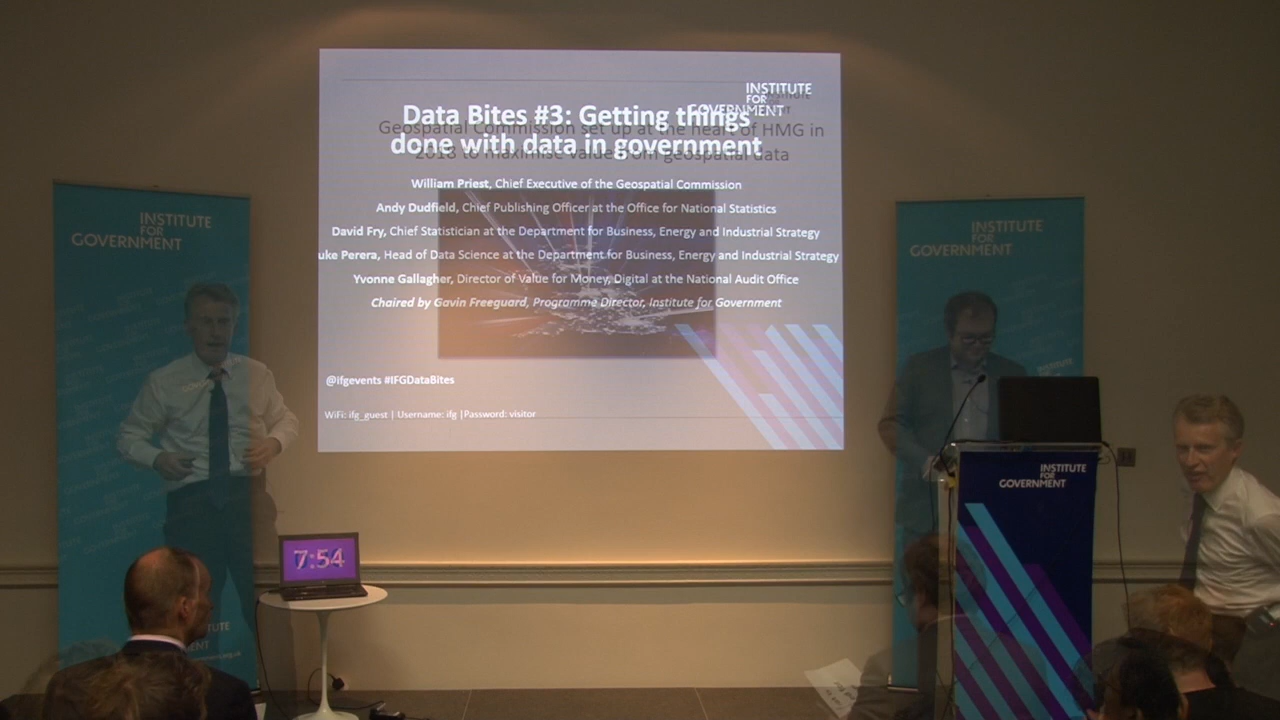 INSTITUTE
FOR
GOVERNMENT
Data Bites #3: Getting things
done with data in government
Geospatial Commission set up at the heart of HMG in
2018 to maximise value from geospatial data
William Priest, Chief Executive of the Geospatial Commission
Andy Dudfield, Chief Publishing Officer at the Office for National Statistics
David Fry, Chief Statistician at the Department for Business, Energy and Industrial Strategy
uke Perera, Head of Data Science at the Department for Business, Energy and Industrial Strategy
Yvonne Gallagher, Director of Value for Money, Digital at the National Audit Office
Chaired by Gavin Freeguard, Programme Director, Institute for Government
@ifgevents #IFGDataBites
WiFi: ifg_guest | Username: ifg |Password: visitor
INSTITUTE
FOR
GOVERNMENT
INSTITUTE
FOR
GOVERNMENT
INSTITUTE
FOR
GOVERNMENT
7:54